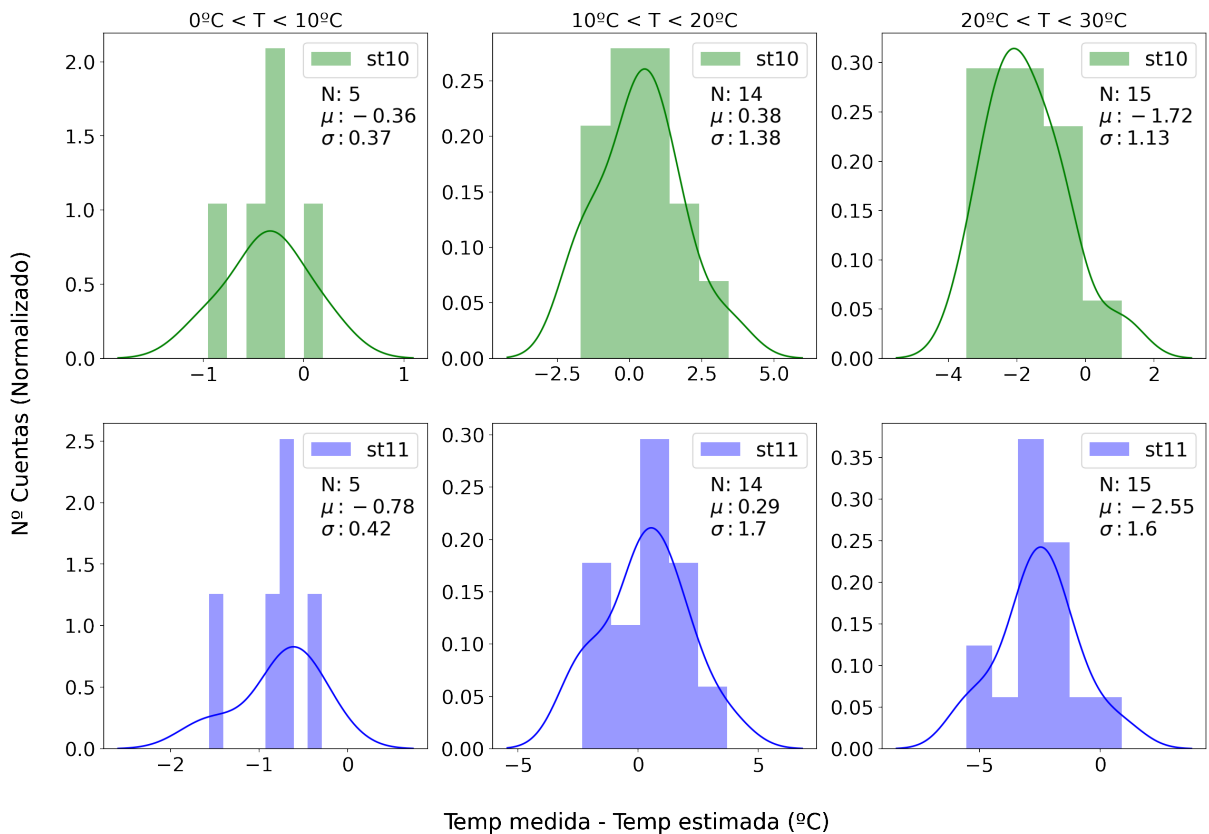 0ºC < T < 10ºC
10ºC < T < 20ºC
20ºC < T < 30ºC
2.0
1.5
1.0
0.5
0.0
st10
N: 5
μ: −0.36
σ: 0.37
−1
0
1
0.25
0.20
0.15
0.10
0.05
0.00
st10
N: 14
μ: 0.38
σ: 1.38
−2.5
0.0
2.5
5.0
0.30
0.25
0.20
0.15
0.10
0.05
0.00
st10
N: 15
μ: −1.72
σ: 1.13
−4
−2
0
2
Nº Cuentas (Normalizado)
2.5
2.0
1.5
1.0
0.5
0.0
st11
N: 5
μ: −0.78
σ: 0.42
−2
−1
0
0.30
0.25
0.20
0.15
0.10
0.05
0.00
st11
N: 14
μ: 0.29
σ: 1.7
−5
0
5
0.35
0.30
0.25
0.20
0.15
0.10
0.05
0.00
st11
N: 15
μ: −2.55
σ: 1.6
−5
0
Temp medida - Temp estimada (ºC)